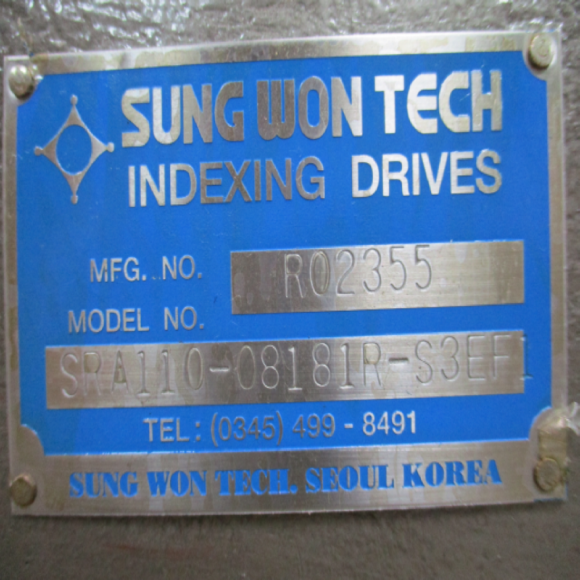 SUNG WON TECH
INDEXING DRIVES
MFG. NO. R02355
MODEL NO.
SRA110-08181R-S3EF1
TEL: (0345) 499 - 8491
SUNG WON TECH. SEOUL KOREA